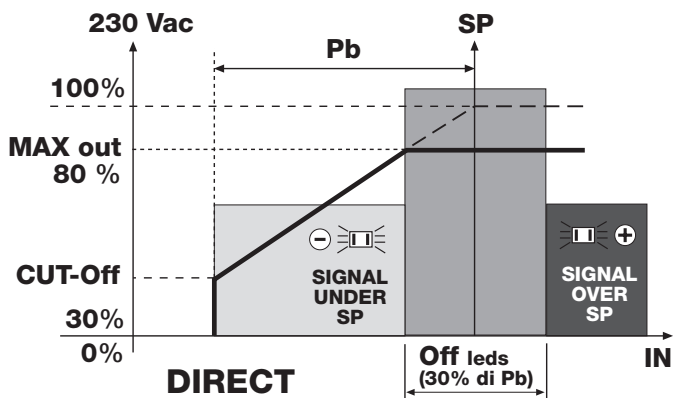 230 Vac
SP
Pb
100%
MAX out
80 %
CUT-Off
SIGNAL
UNDER
SP
SIGNAL
OVER
SP
30%
0%
Off leds
(30% di Pb)
IN
DIRECT